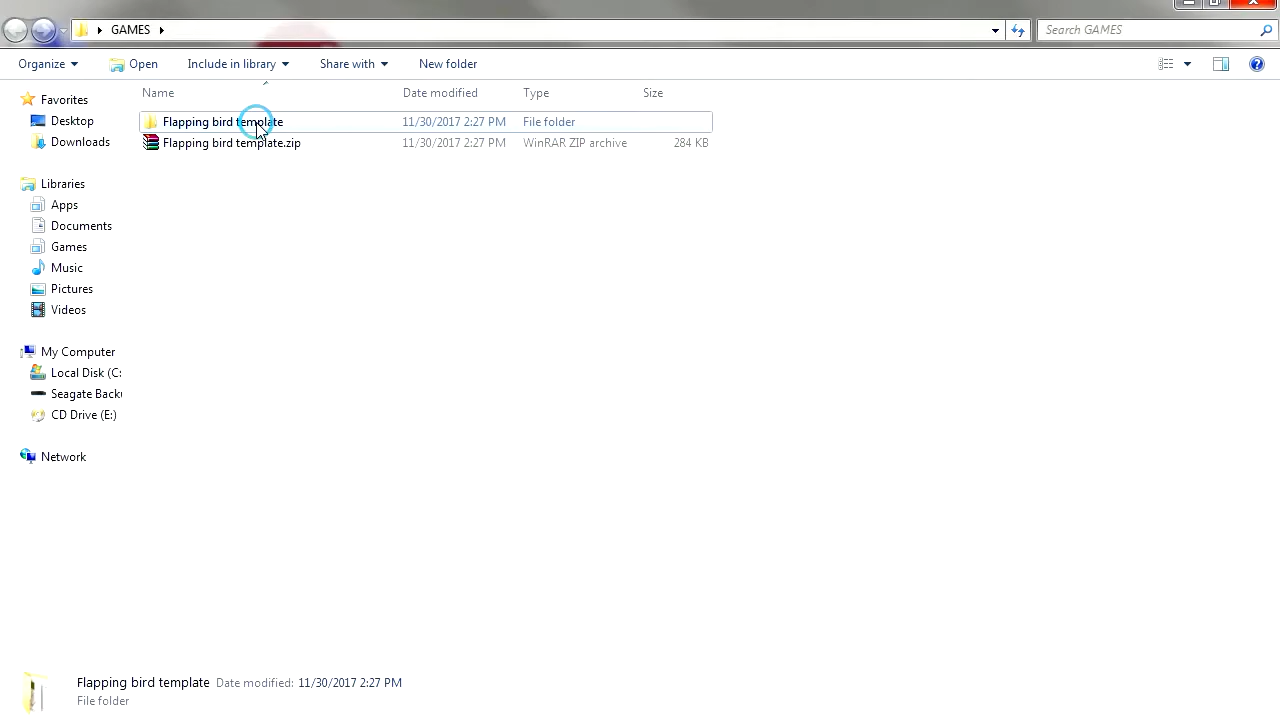 GAMES
Search GAMES
Organize Open Include in library Share with New folder
Name Date modified Type Size
Favorites
Desktop
Downloads
Libraries
Apps
Documents
Games
Music
Pictures
Videos
My Computer
Local Disk (C:
Seagate Back
CD Drive (E:)
Network
Flapping bird template 11/30/2017 2:27 PM File folder
Flapping bird template.zip 11/30/2017 2:27 PM WinRAR ZIP archive 284 KB
Flapping bird template Date modified: 11/30/2017 2:27 PM
File folder